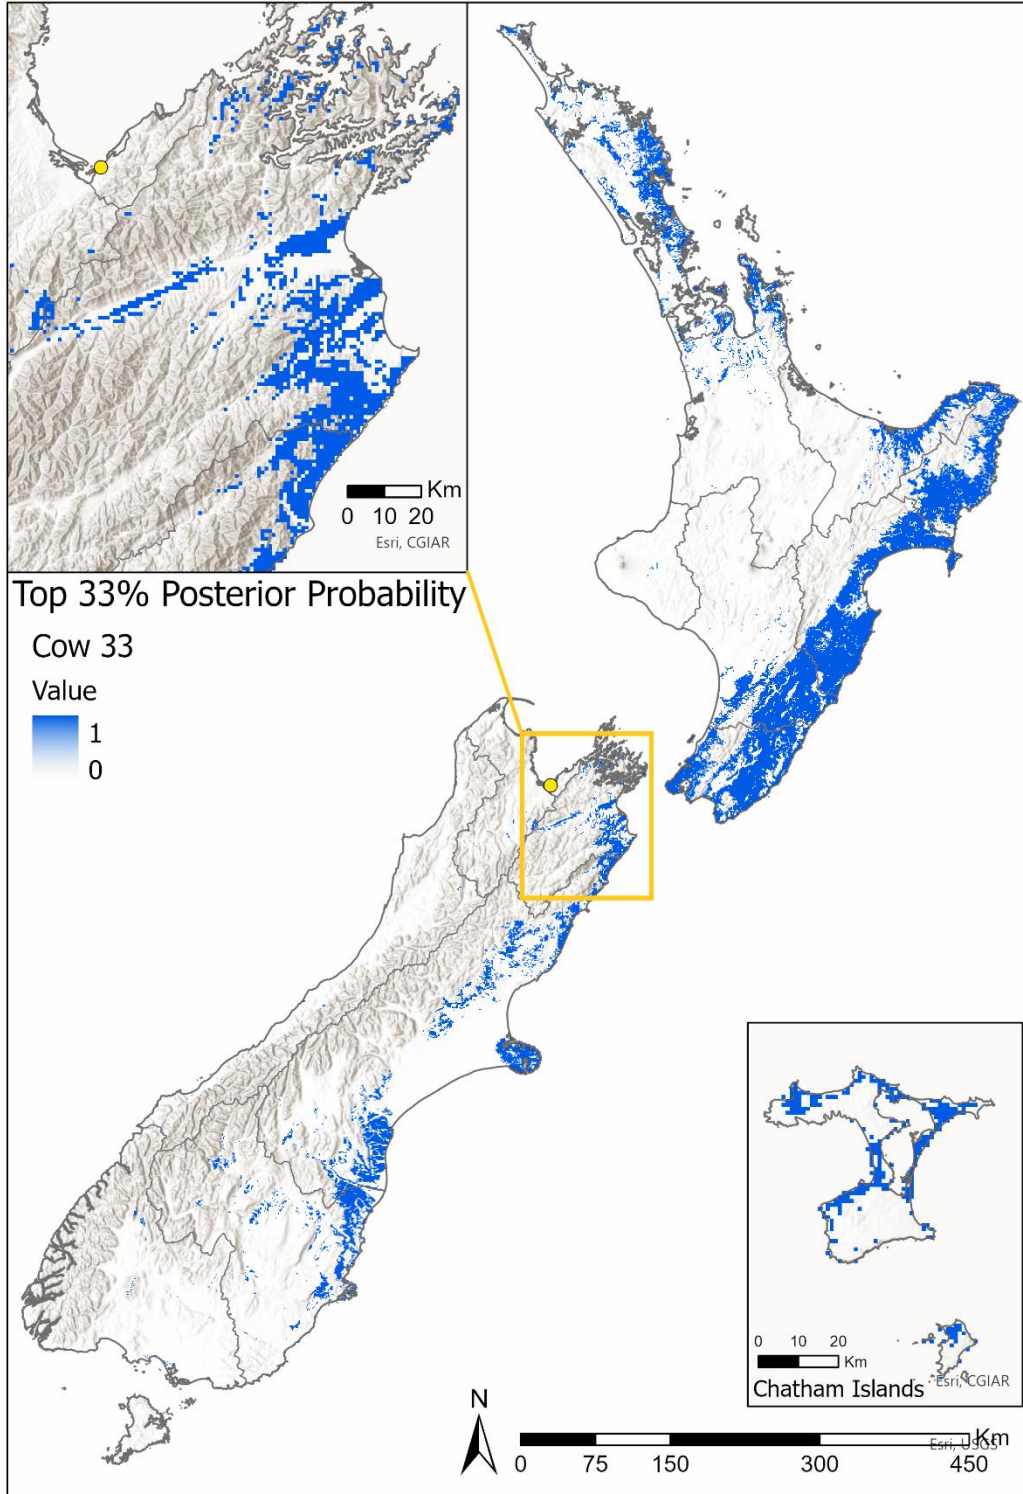 Km
0 10 20
Esri, CGIAR
Top 33% Posterior Probability
Cow 33
Value
1
0
0 10 20
Km
Esri, CGIAR
Chatham Islands
N
Esri, USGS
Km
0 75 150 300 450